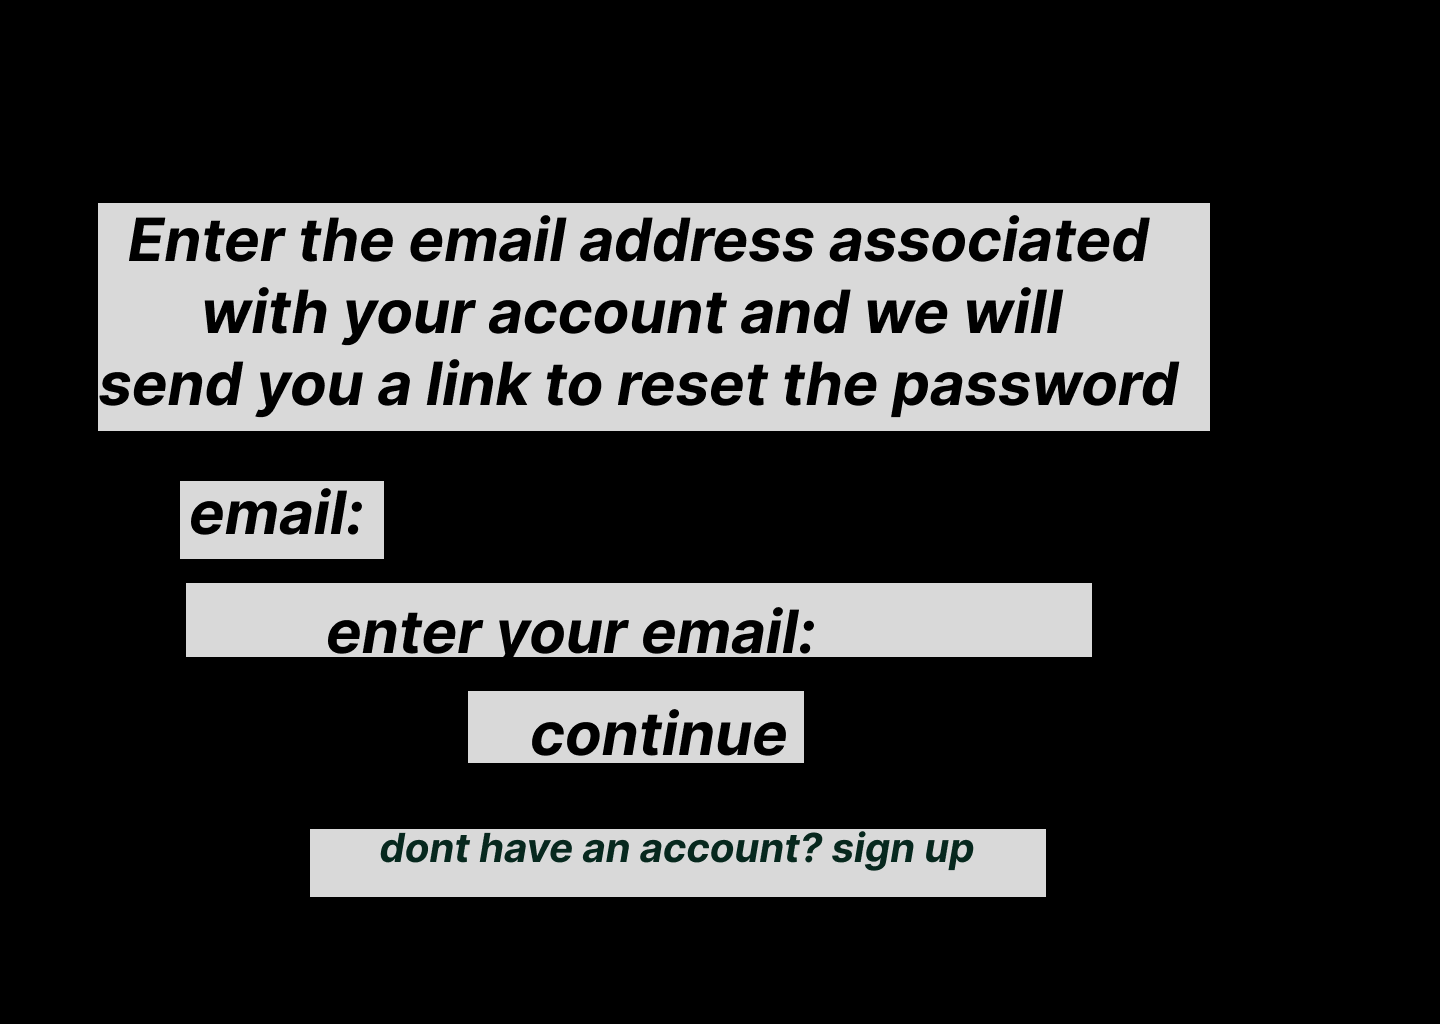 Enter the email address associated
with your account and we will
send you a link to reset the password
email:
enter your email:
continue
dont have an account? sign up